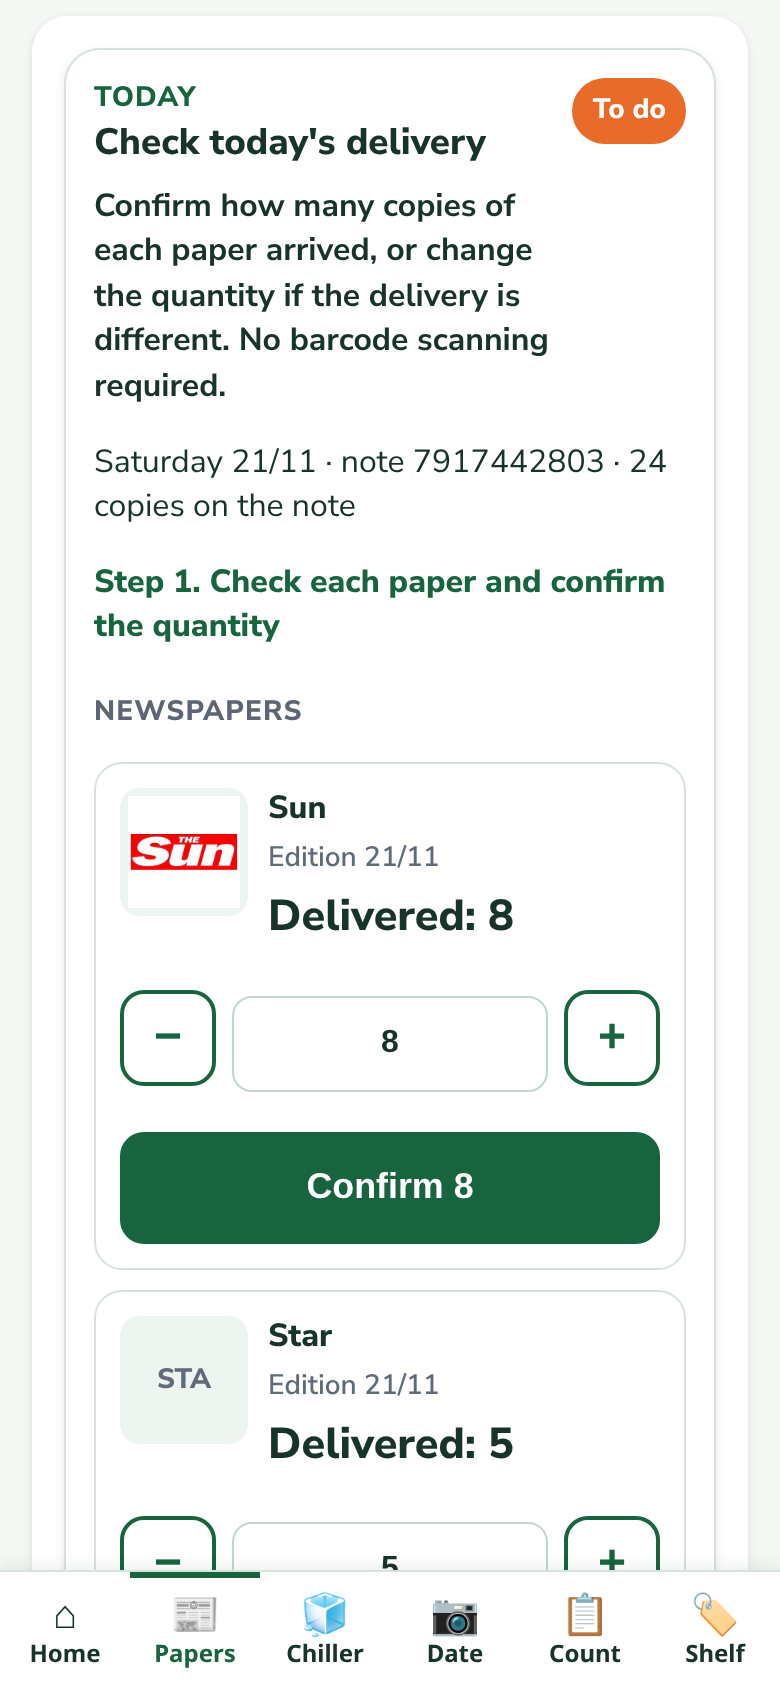 TODAY
To do
Check today's delivery
Confirm how many copies of
each paper arrived, or change
the quantity if the delivery is
different. No barcode scanning
required.
Saturday 21/11 · note 7917442803 · 24
copies on the note
Step 1. Check each paper and confirm
the quantity
NEWSPAPERS
THE
Sun
Sun
Edition 21/11
Delivered: 8
− 8 +
Confirm 8
STA
Star
Edition 21/11
Delivered: 5
− 5 +
Home Papers Chiller Date Count Shelf